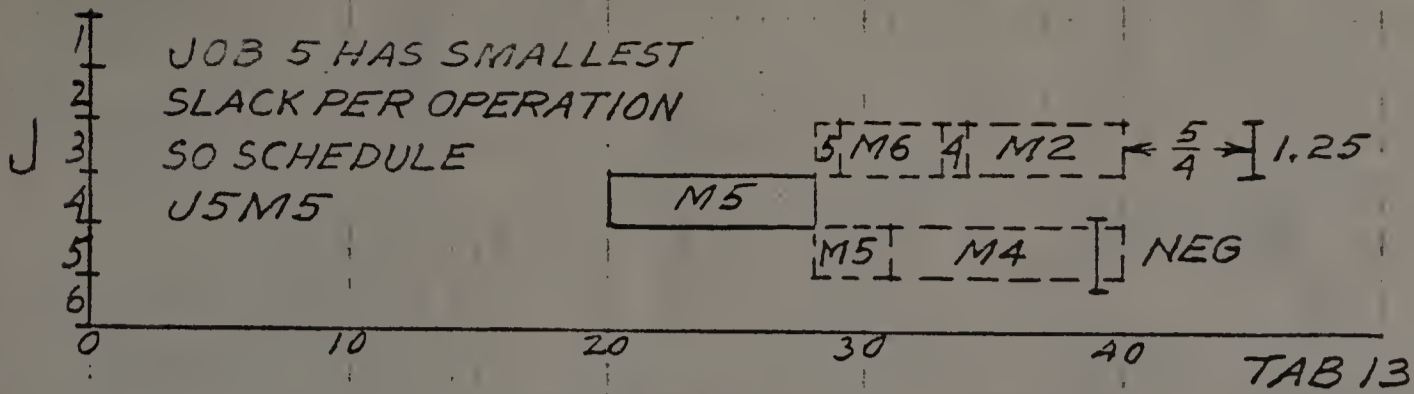 1
JOB 5 HAS SMALLEST
2
SLACK PER OPERATION
J
3
SO SCHEDULE
5 M6 4 M2 5/4 1.25
4
J5M5
M5
5
M5 M4 NEG
6
0 10 20 30 40
TAB 13